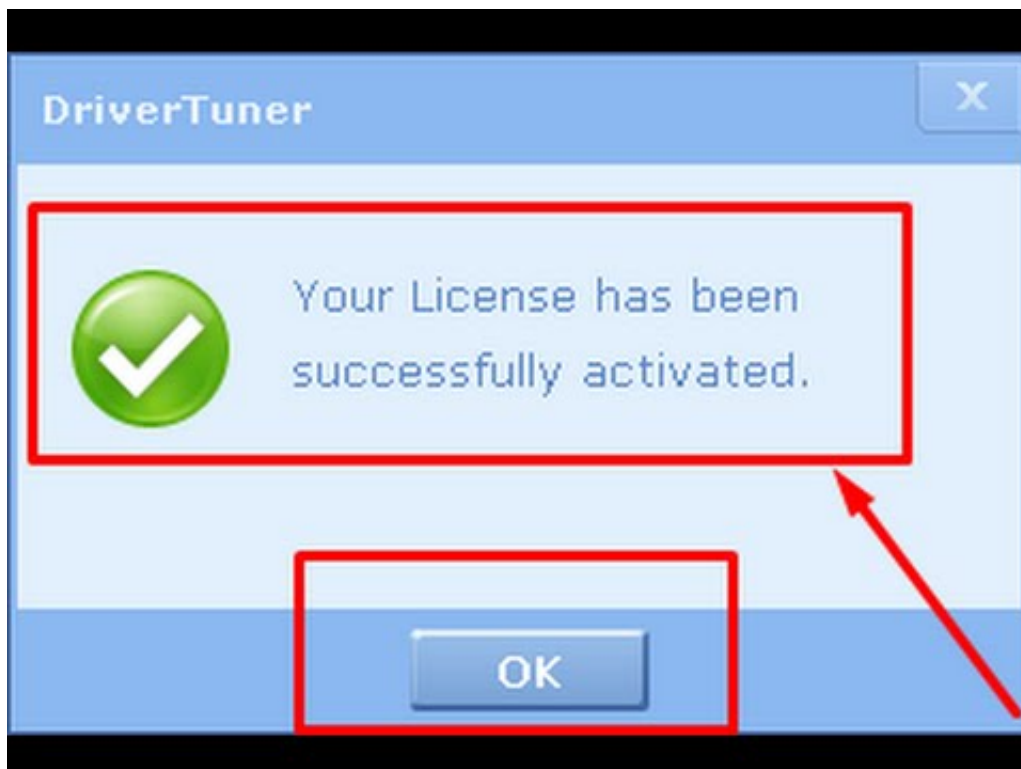 DriverTuner
X
Your License has been
successfully activated.
OK